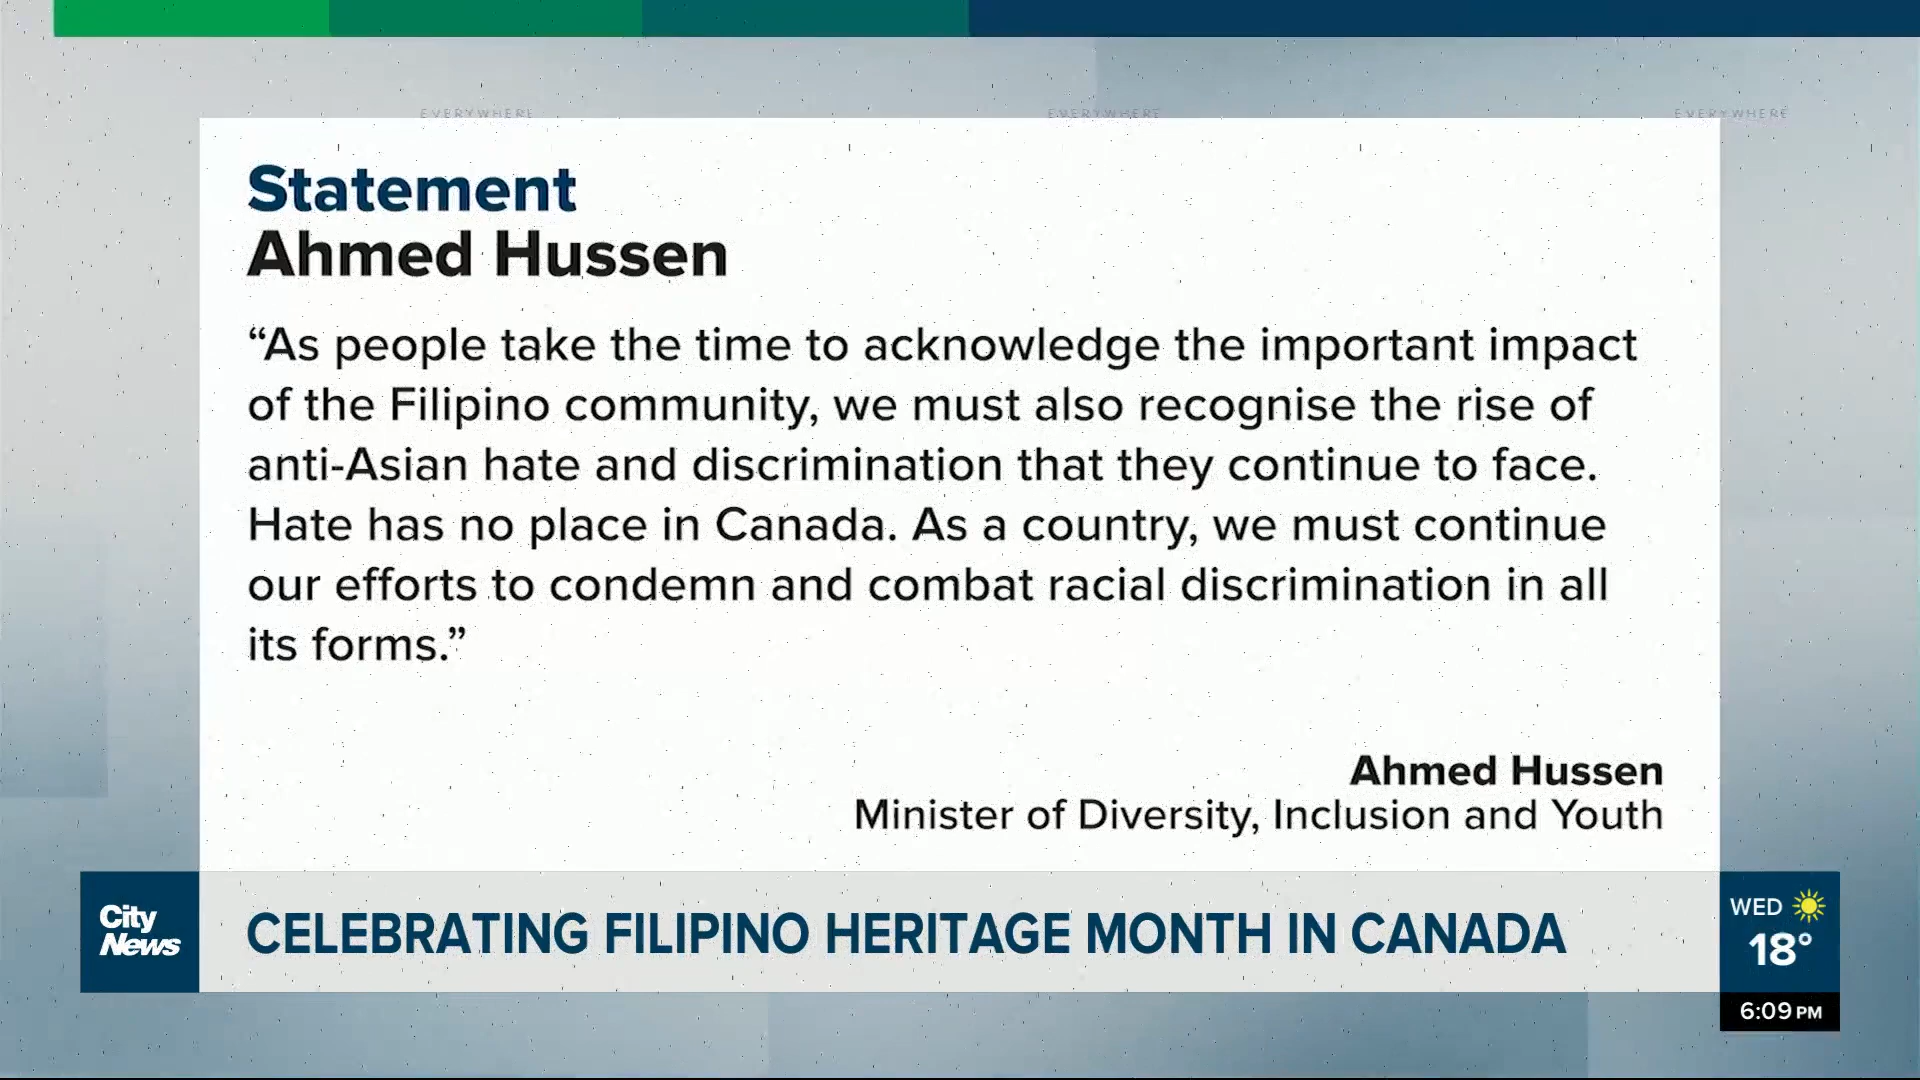 EVERYWHERE EVERYWHERE EVERYWHERE
Statement
Ahmed Hussen
“As people take the time to acknowledge the important impact
of the Filipino community, we must also recognise the rise of
anti-Asian hate and discrimination that they continue to face.
Hate has no place in Canada. As a country, we must continue
our efforts to condemn and combat racial discrimination in all
its forms.”
Ahmed Hussen
Minister of Diversity, Inclusion and Youth
City
News
CELEBRATING FILIPINO HERITAGE MONTH IN CANADA
WED
18°
6:09 PM